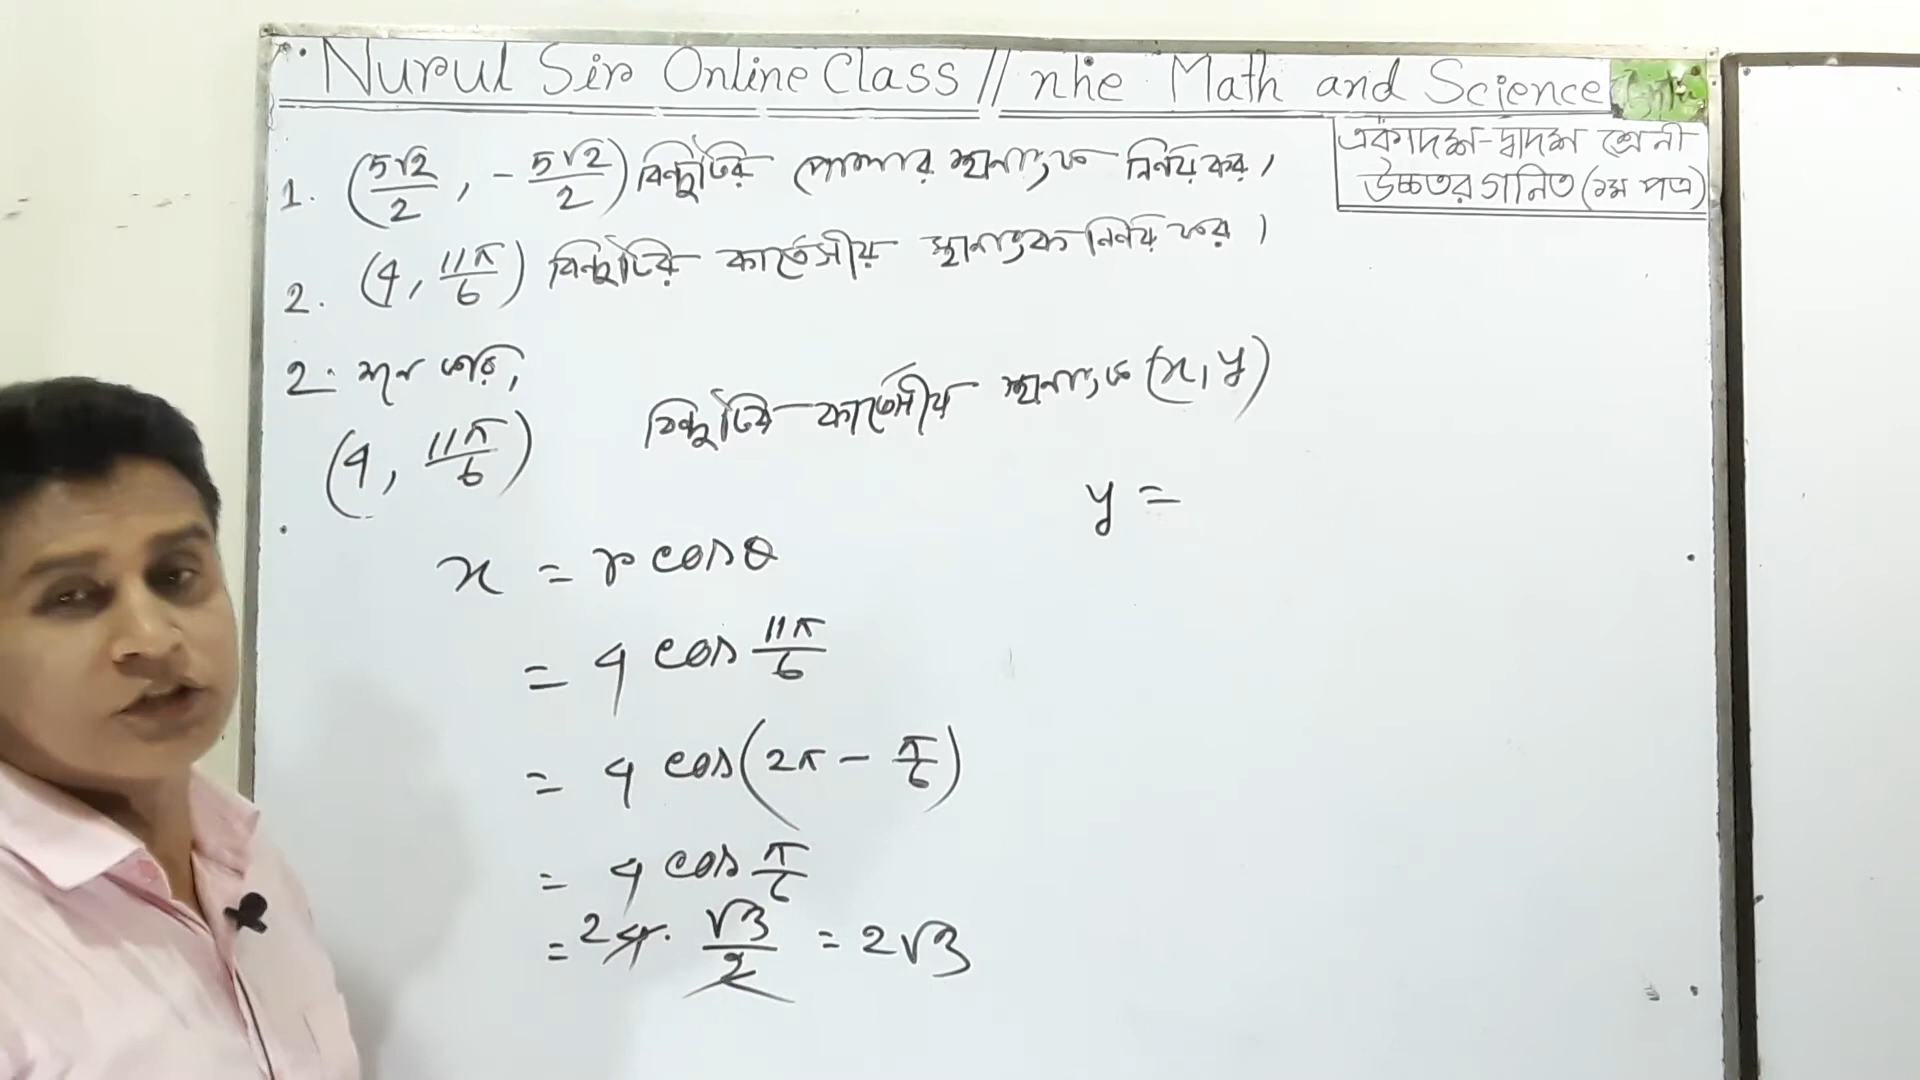 Nurul Sir Online Class // nhe Math and Science
একাদশ-দ্বাদশ শ্রেনী
উচ্চতর গনিত (১ম পত্র)
1. (5√2/2, -5√2/2) বিন্দুটির পোলার স্থানাংক নির্ণয় কর।
2. (4, 11π/6) বিন্দুটির কার্তেসীয় স্থানাংক নির্ণয় কর।
2. মনে করি,
বিন্দুটির কার্তেসীয় স্থানাংক (x, y)
(4, 11π/6)
x = r cosθ
= 4 cos 11π/6
= 4 cos(2π - π/6)
= 4 cos π/6
= 2 4. √3/2 = 2√3
y =